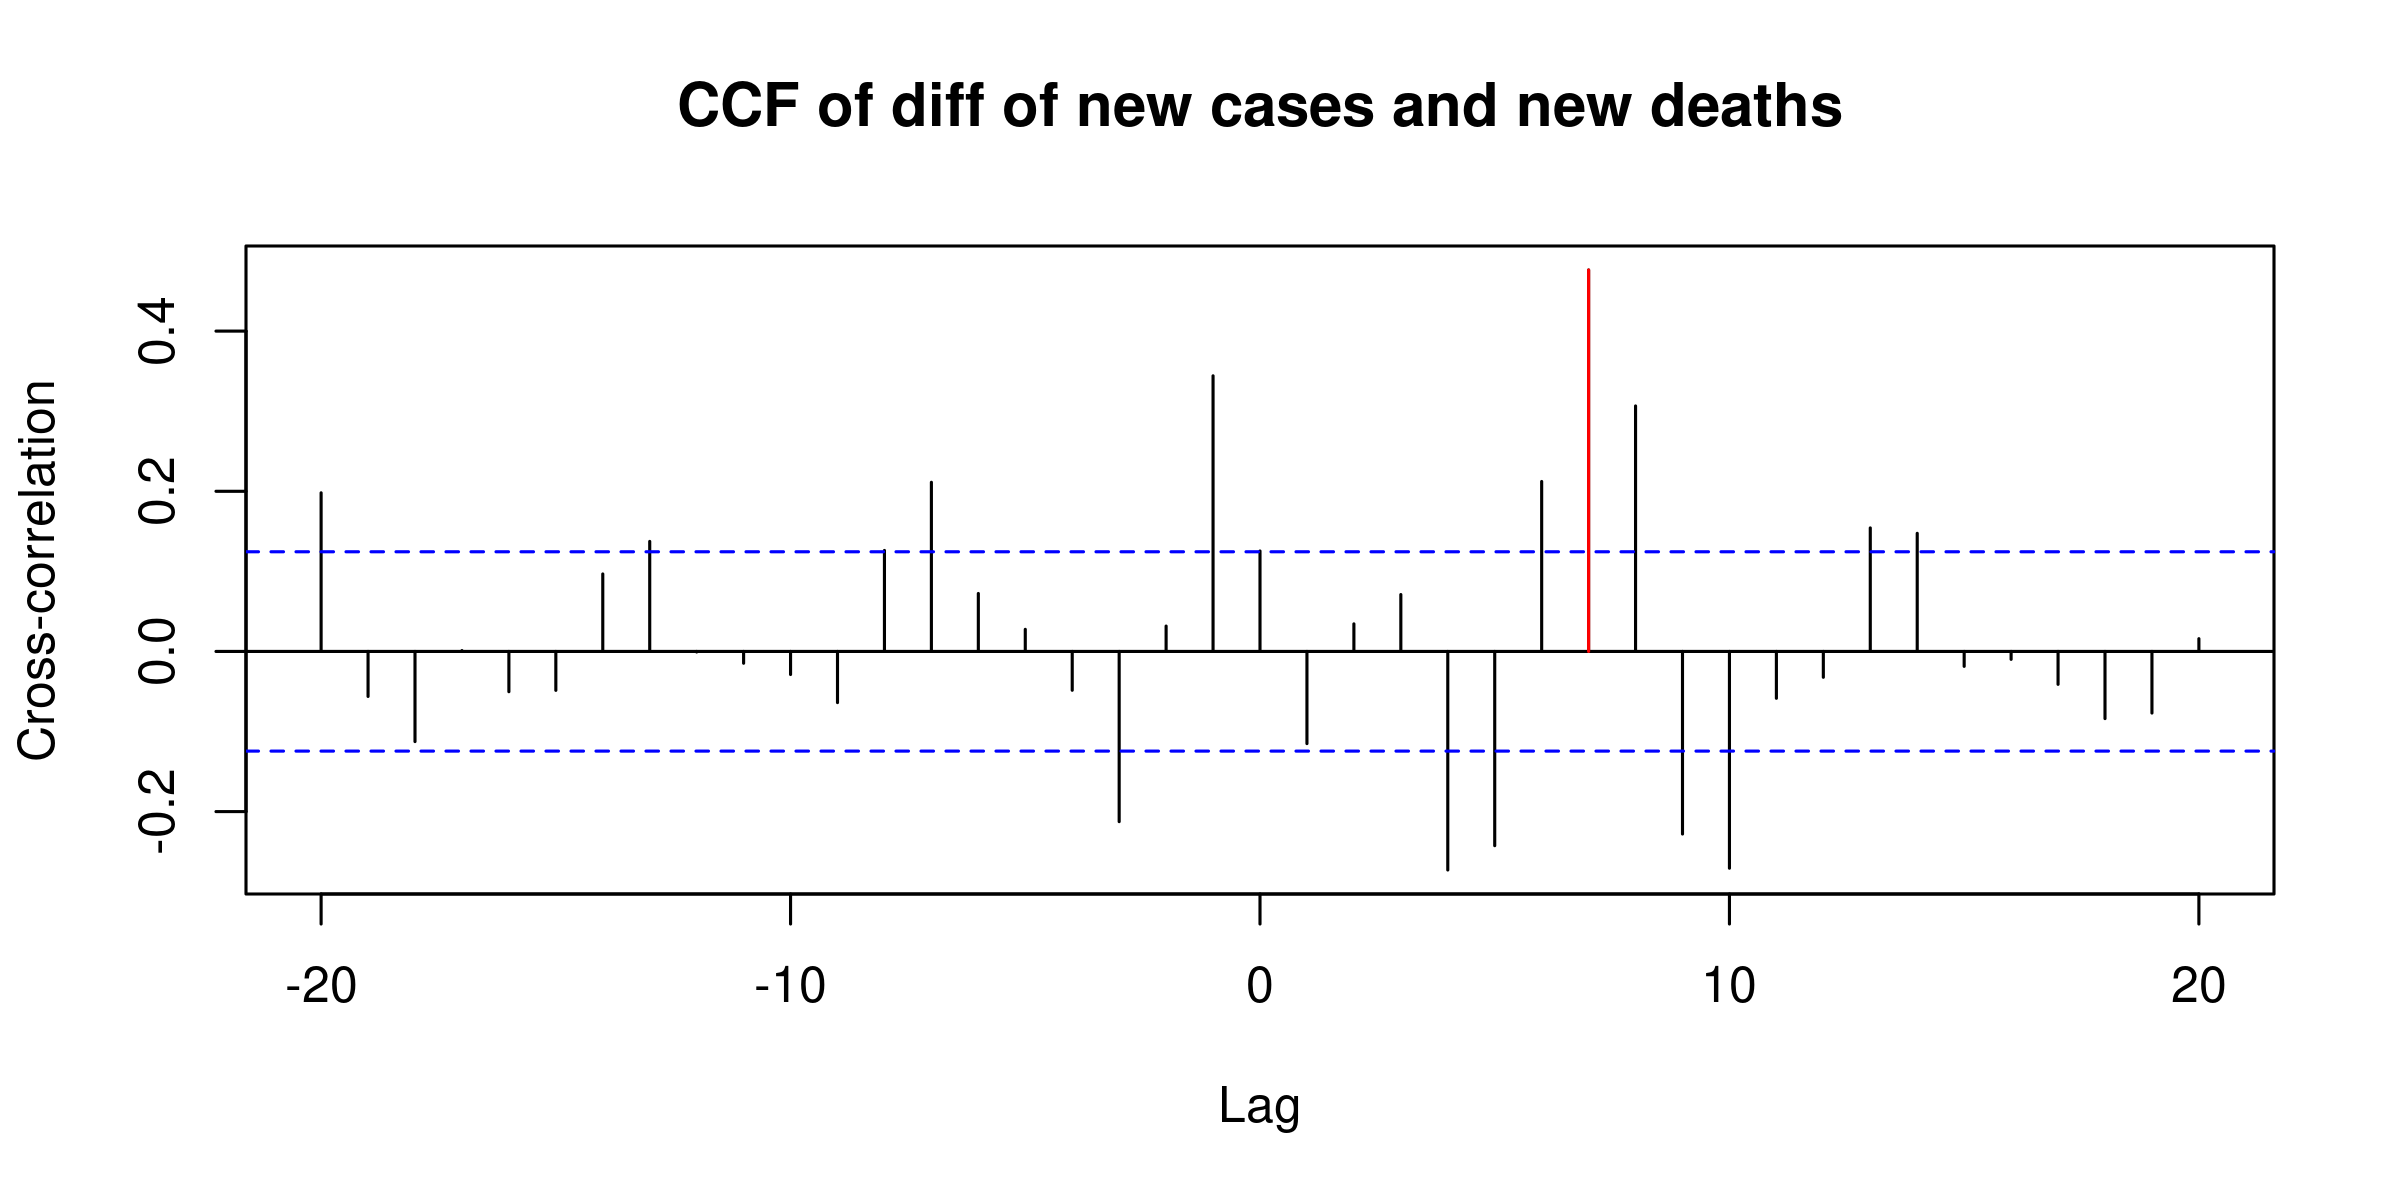 CCF of diff of new cases and new deaths
Cross-correlation
0.4
0.2
0.0
-0.2
-20 -10 0 10 20
Lag